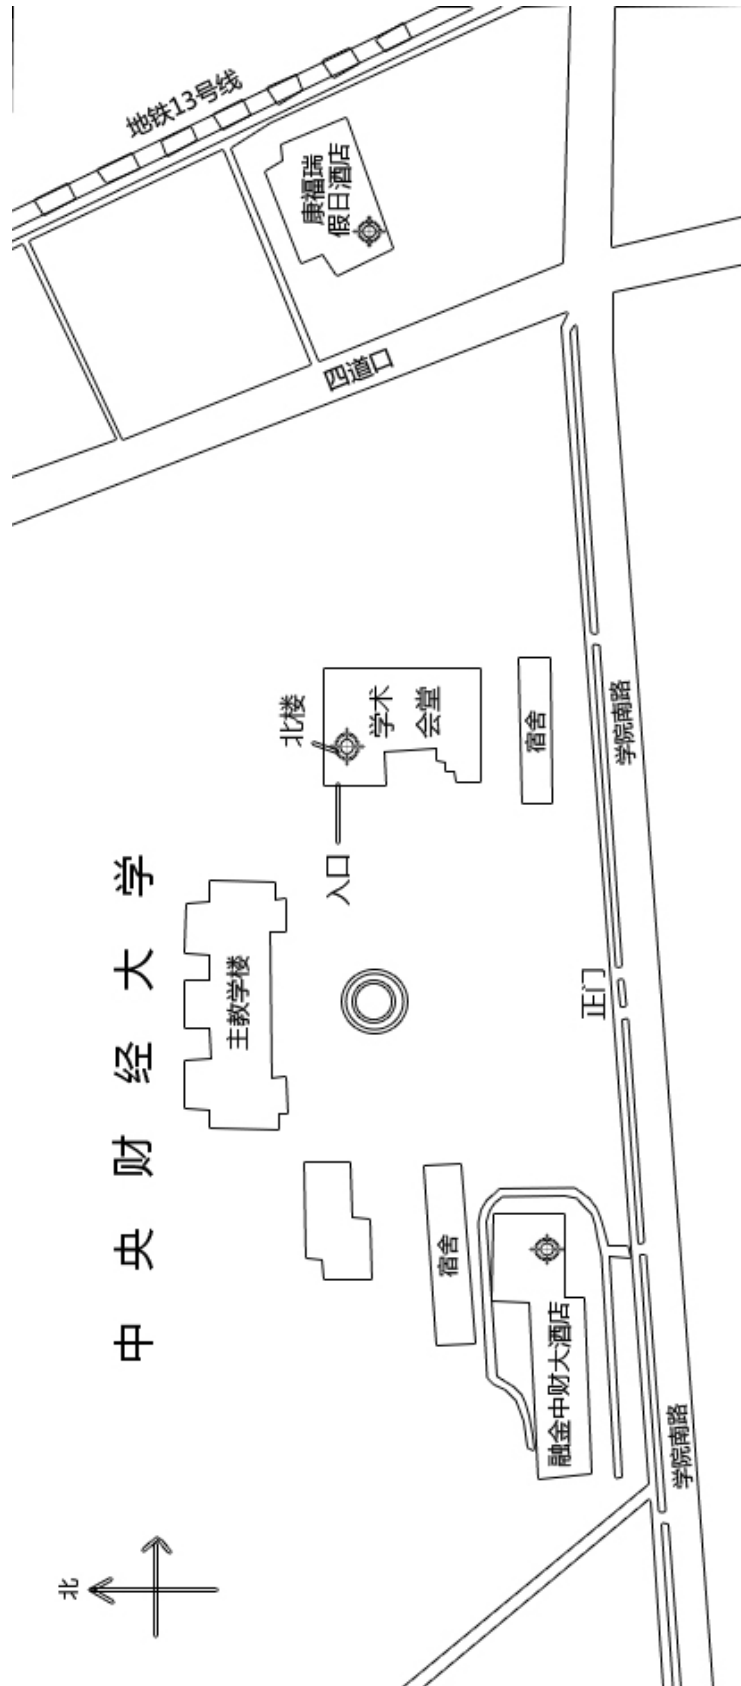 地铁13号线
康福瑞
假日酒店
四道口
北楼
学术
会堂
宿舍
学院南路
入口
中央财经大学
主教学楼
正门
宿舍
融金中财大酒店
学院南路
北